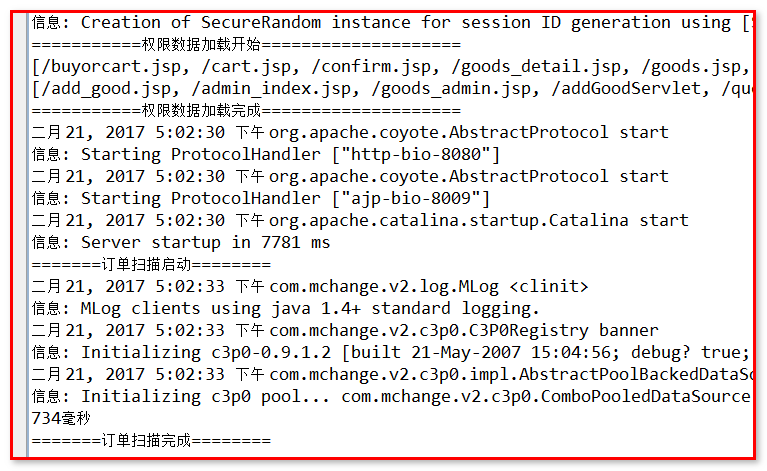 信息: Creation of SecureRandom instance for session ID generation using [
===========权限数据加载开始====================
[/buyorcart.jsp, /cart.jsp, /confirm.jsp, /goods_detail.jsp, /goods.jsp,
[/add_good.jsp, /admin_index.jsp, /goods_admin.jsp, /addGoodServlet, /que
===========权限数据加载完成====================
二月 21, 2017 5:02:30 下午 org.apache.coyote.AbstractProtocol start
信息: Starting ProtocolHandler ["http-bio-8080"]
二月 21, 2017 5:02:30 下午 org.apache.coyote.AbstractProtocol start
信息: Starting ProtocolHandler ["ajp-bio-8009"]
二月 21, 2017 5:02:30 下午 org.apache.catalina.startup.Catalina start
信息: Server startup in 7781 ms
=======订单扫描启动========
二月 21, 2017 5:02:33 下午 com.mchange.v2.log.MLog <clinit>
信息: MLog clients using java 1.4+ standard logging.
二月 21, 2017 5:02:33 下午 com.mchange.v2.c3p0.C3P0Registry banner
信息: Initializing c3p0-0.9.1.2 [built 21-May-2007 15:04:56; debug? true;
二月 21, 2017 5:02:33 下午 com.mchange.v2.c3p0.impl.AbstractPoolBackedDataSo
信息: Initializing c3p0 pool... com.mchange.v2.c3p0.ComboPooledDataSource
734毫秒
=======订单扫描完成========